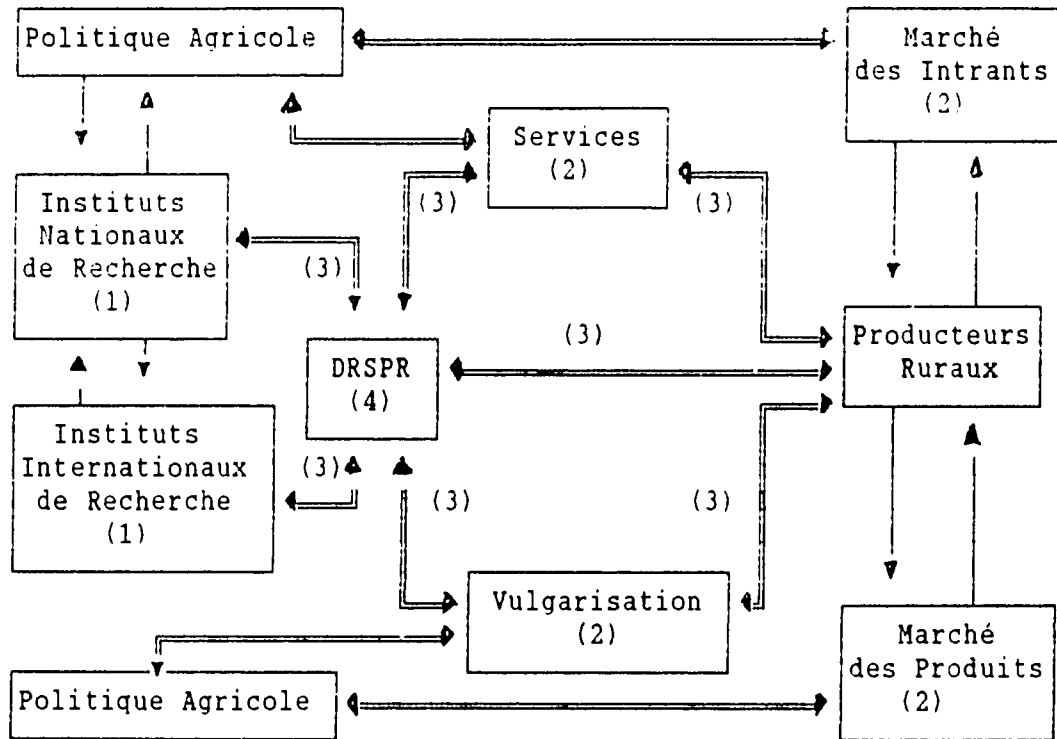 Politique Agricole
Marché
des Intrants
(2)
Services
(2)
(3)
(3)
Instituts
Nationaux
de Recherche
(1)
(3)
(3)
Producteurs
Ruraux
DRSPR
(4)
Instituts
Internationaux
de Recherche
(1)
(3)
(3)
(3)
Vulgarisation
(2)
Marché
des Produits
(2)
Politique Agricole